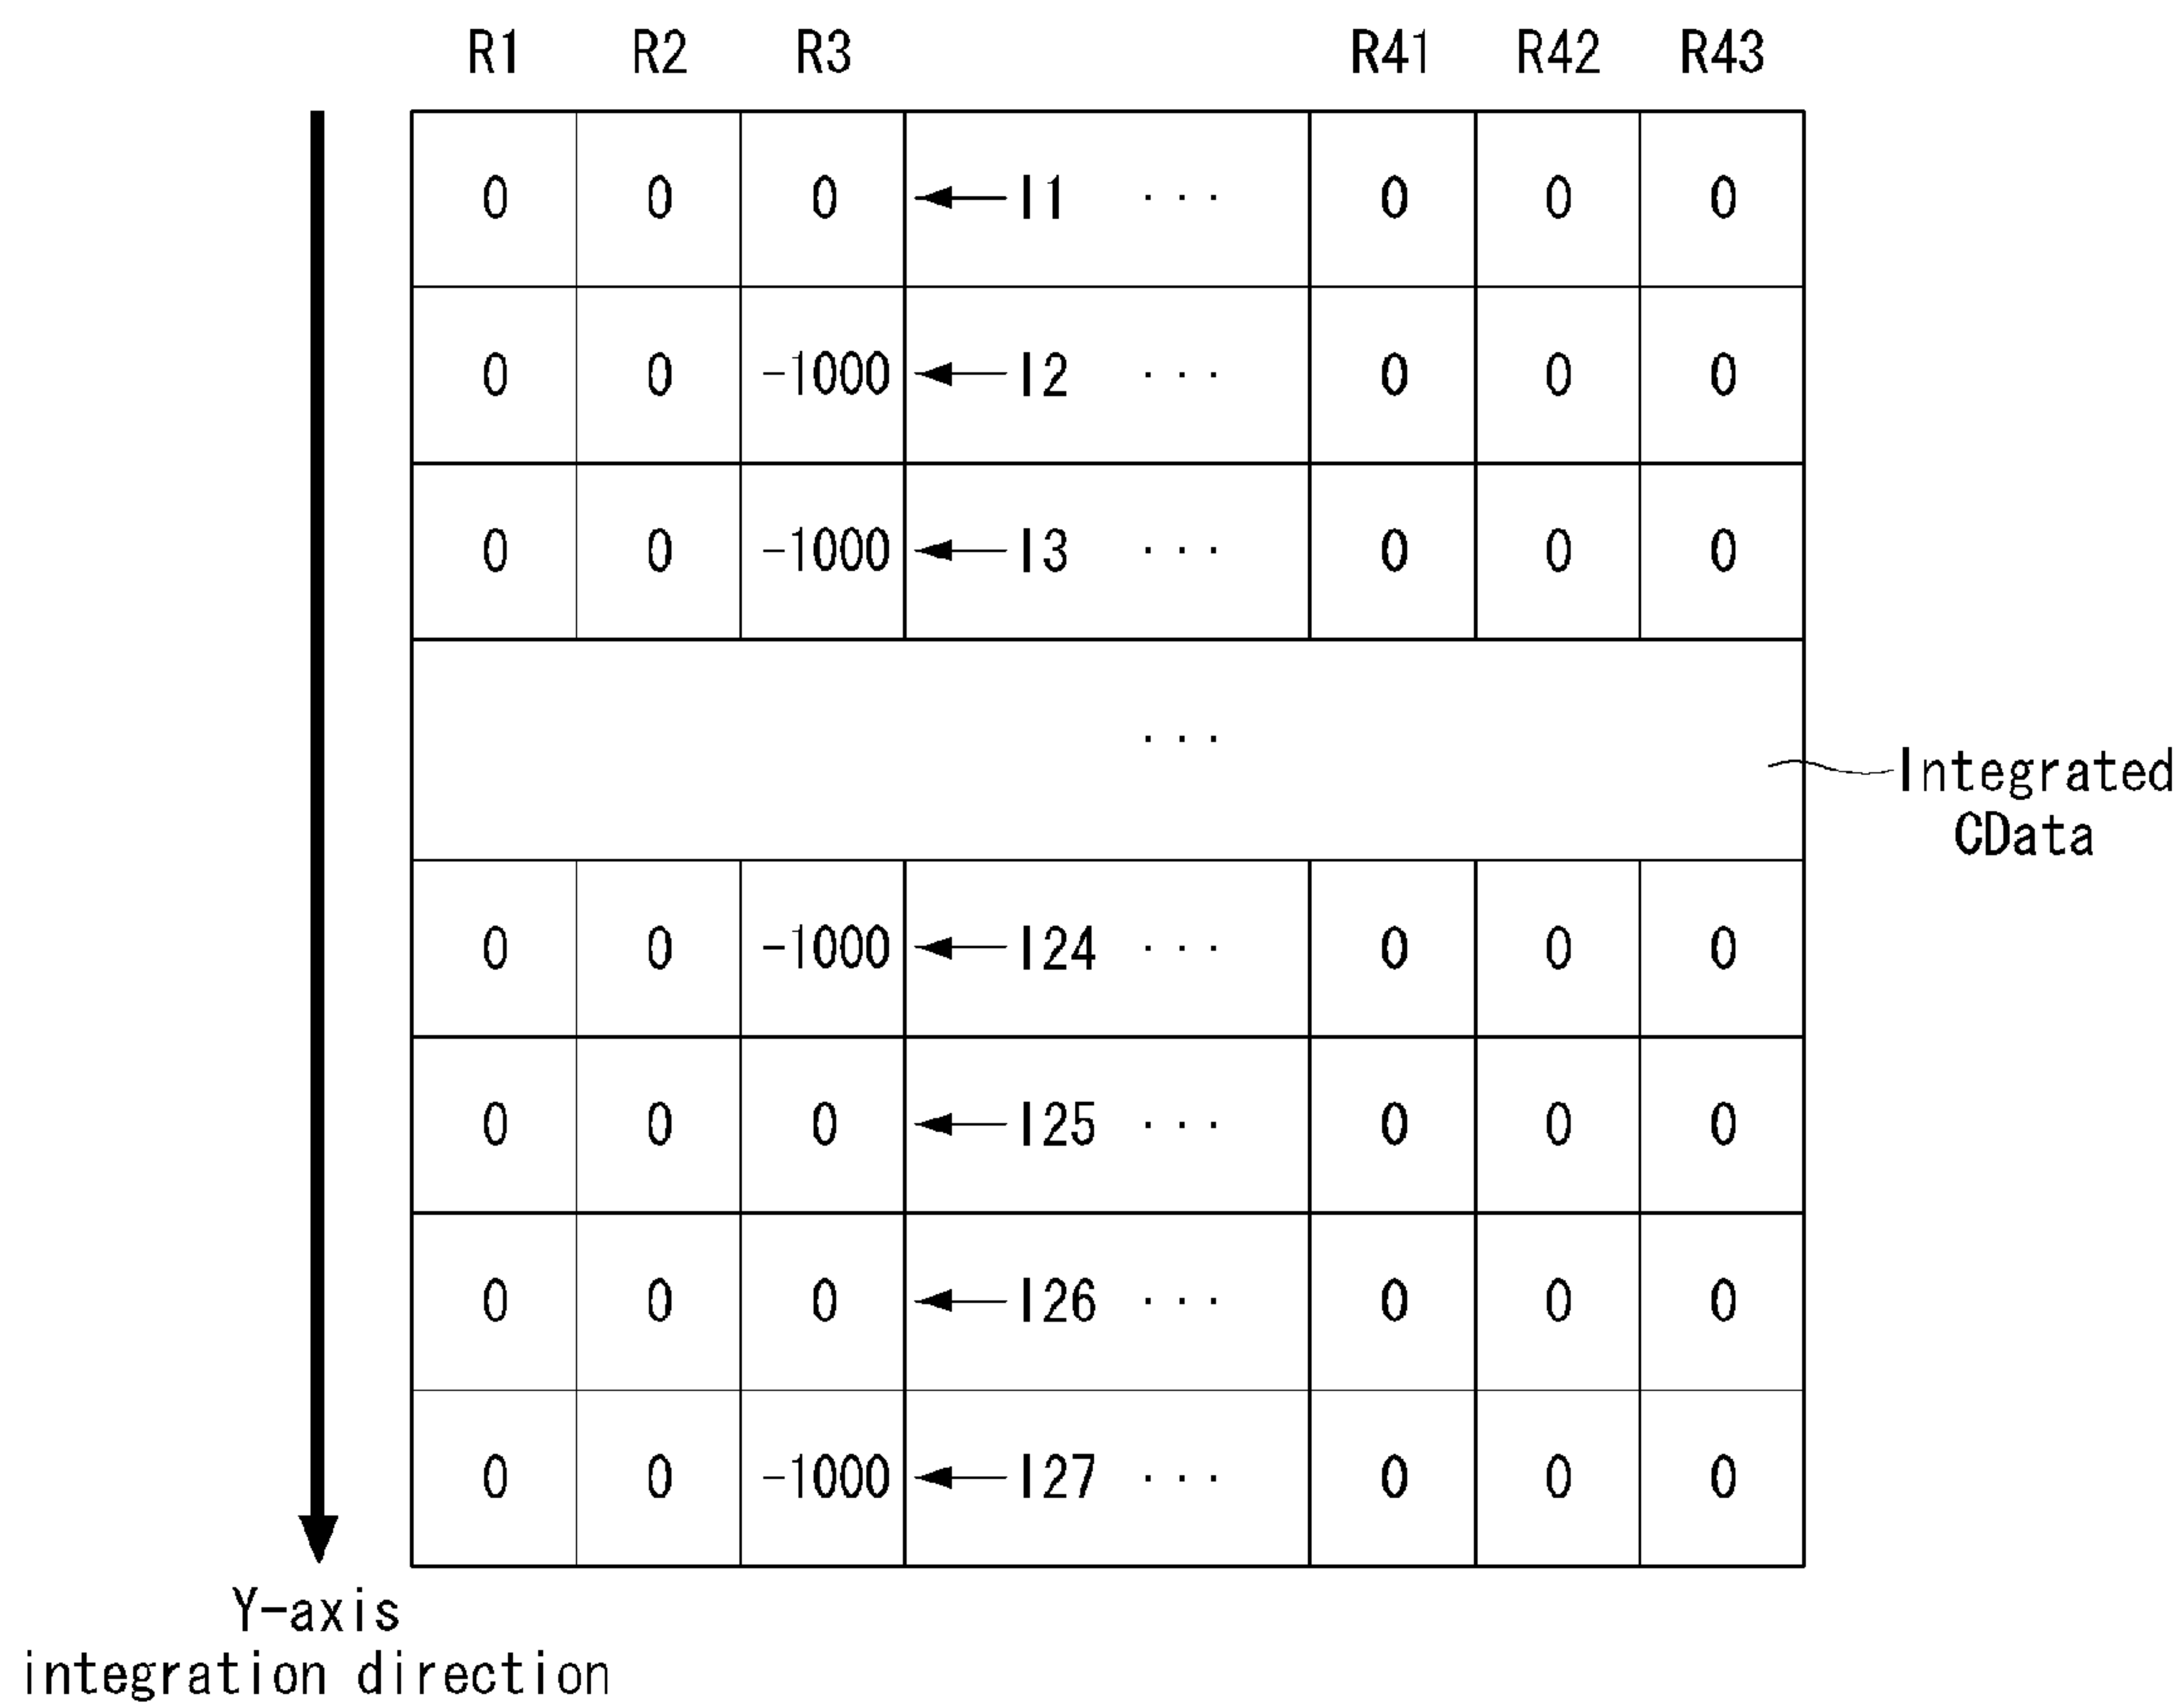 R1 R2 R3 R41 R42 R43
0 0 0 I1 ··· 0 0 0
0 0 -1000 I2 ··· 0 0 0
0 0 -1000 I3 ··· 0 0 0
···
Integrated
CData
0 0 -1000 I24 ··· 0 0 0
0 0 0 I25 ··· 0 0 0
0 0 0 I26 ··· 0 0 0
0 0 -1000 I27 ··· 0 0 0
Y-axis
integration direction